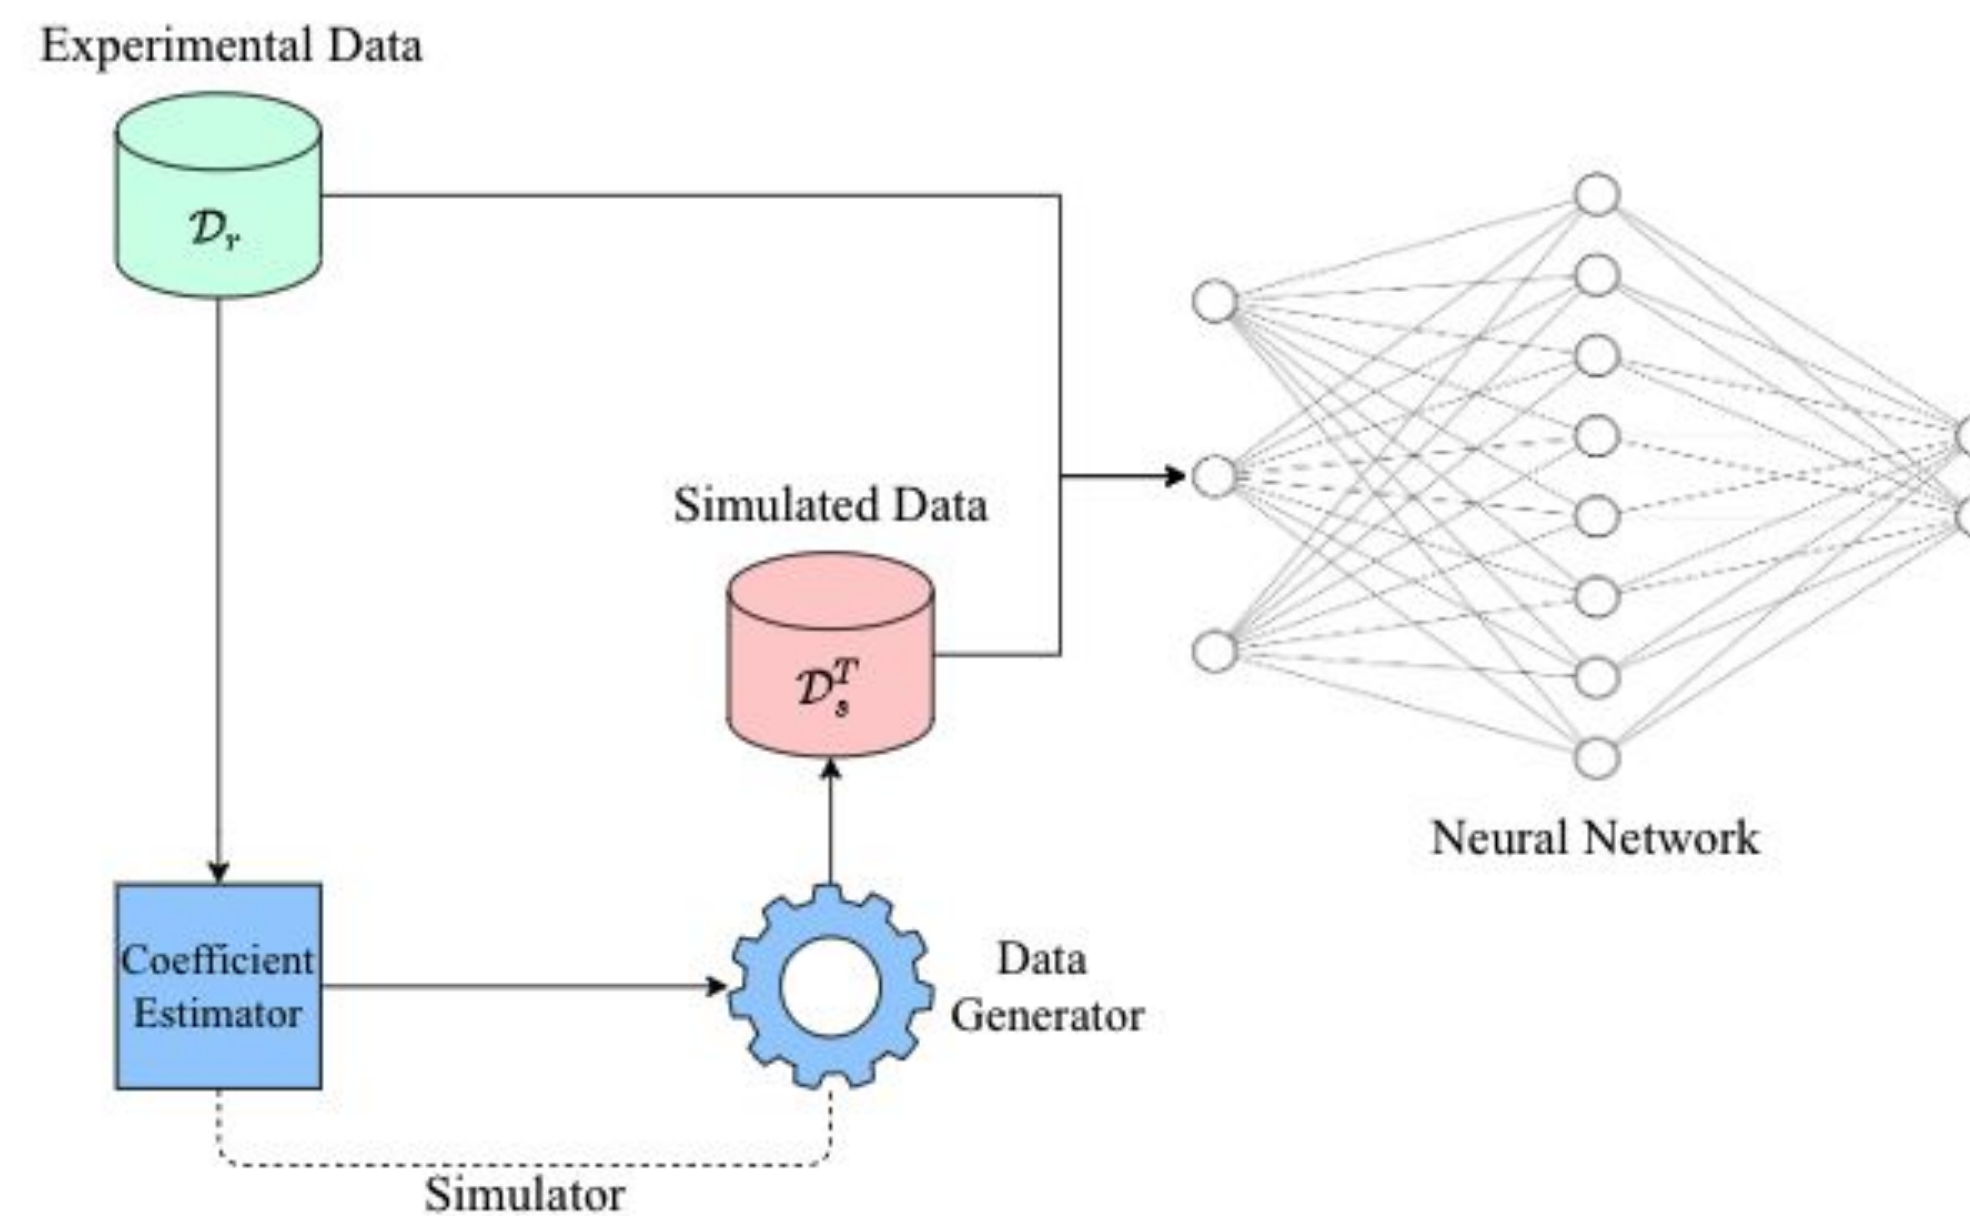 Experimental Data
𝒟ᵣ
Simulated Data
𝒟ₛᵀ
Neural Network
Coefficient
Estimator
Data
Generator
Simulator